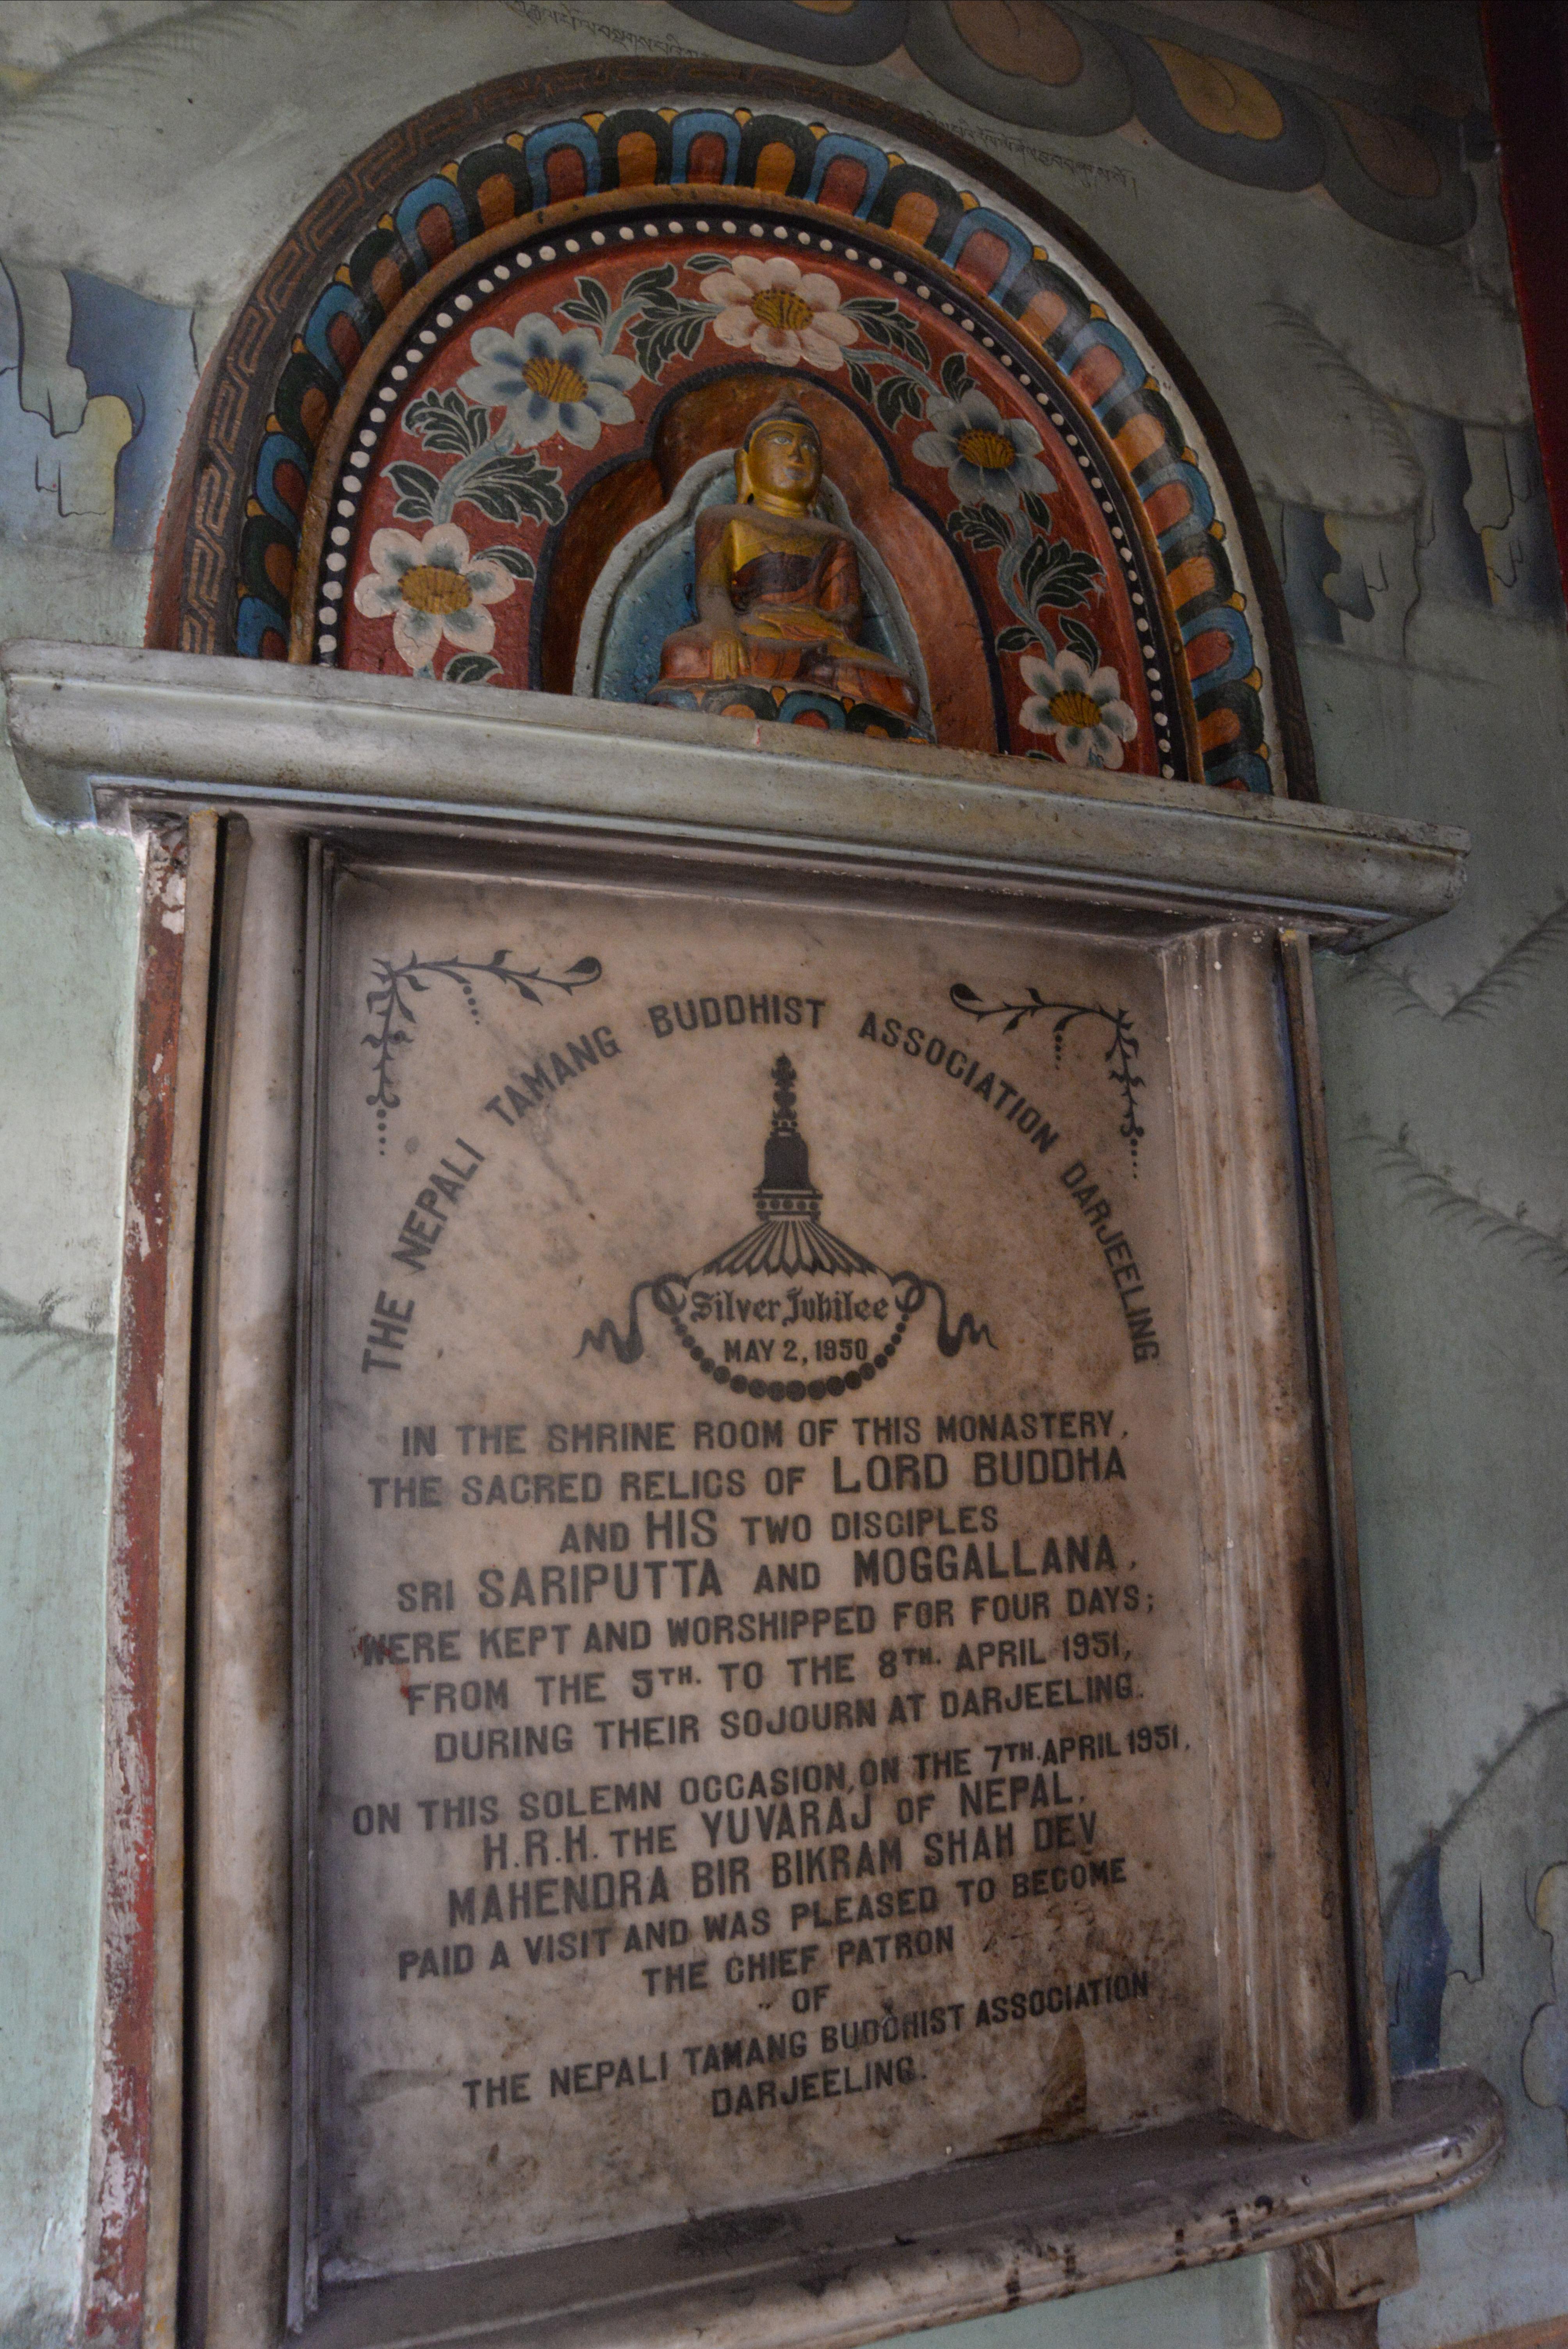 THE NEPALI TAMANG BUDDHIST ASSOCIATION DARJEELING
Silver Jubilee
MAY 2, 1950
IN THE SHRINE ROOM OF THIS MONASTERY,
THE SACRED RELICS OF LORD BUDDHA
AND HIS TWO DISCIPLES
SRI SARIPUTTA AND MOGGALLANA,
WERE KEPT AND WORSHIPPED FOR FOUR DAYS;
FROM THE 5TH. TO THE 8TH. APRIL 1951,
DURING THEIR SOJOURN AT DARJEELING.
ON THIS SOLEMN OCCASION, ON THE 7TH. APRIL 1951,
H.R.H. THE YUVARAJ OF NEPAL,
MAHENDRA BIR BIKRAM SHAH DEV
PAID A VISIT AND WAS PLEASED TO BECOME
THE CHIEF PATRON
OF
THE NEPALI TAMANG BUDDHIST ASSOCIATION
DARJEELING.